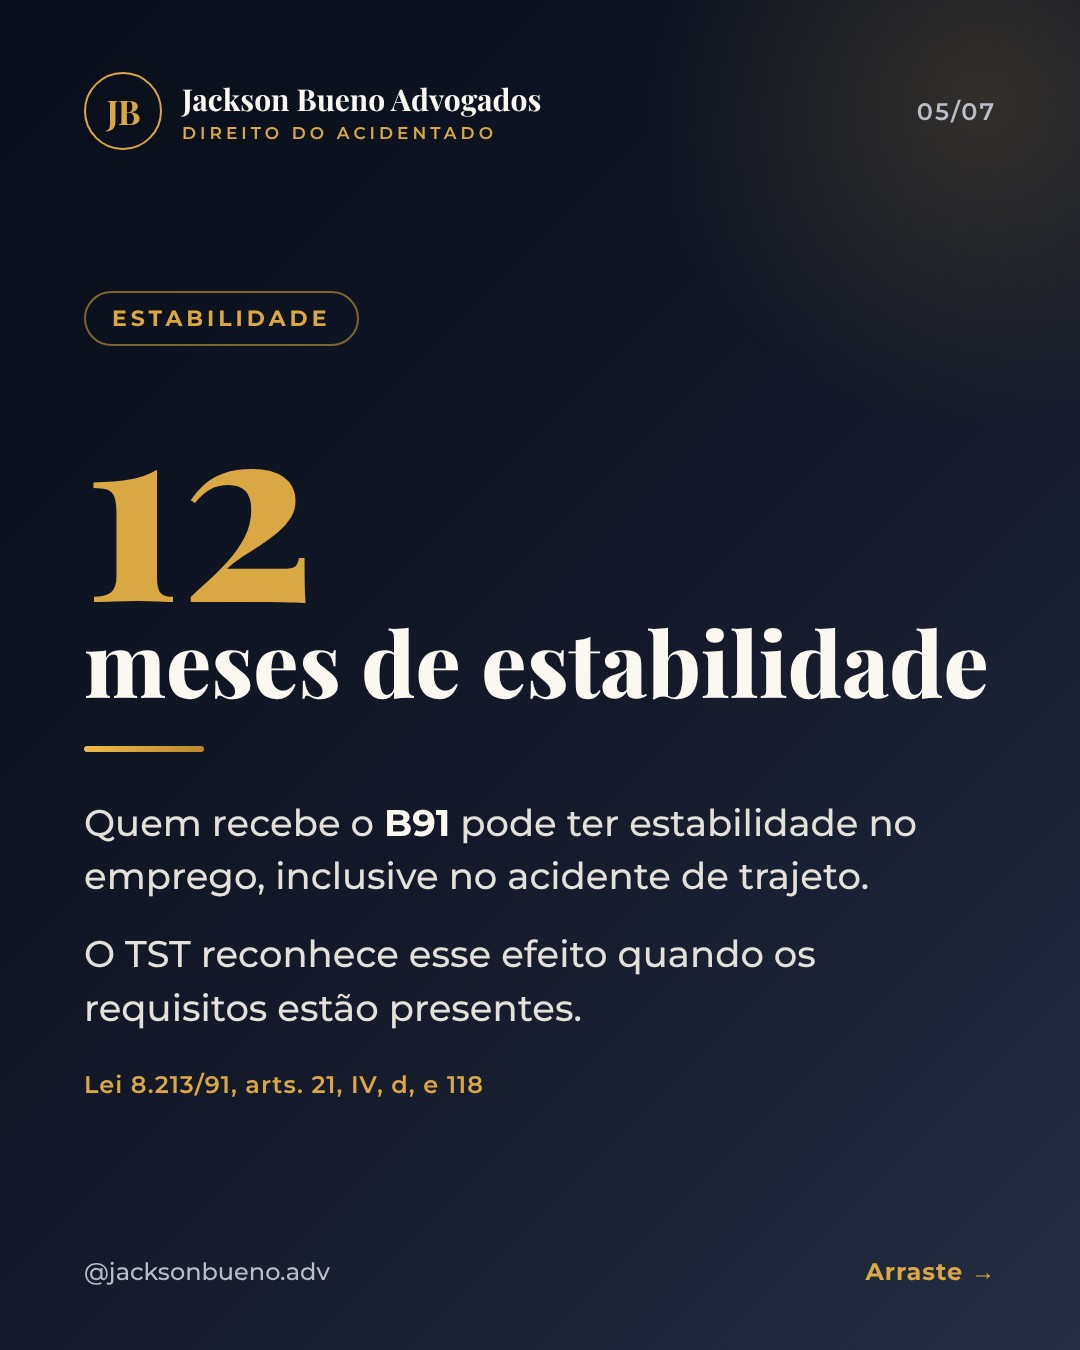 JB
Jackson Bueno Advogados
DIREITO DO ACIDENTADO
05/07
ESTABILIDADE
12
meses de estabilidade
Quem recebe o B91 pode ter estabilidade no
emprego, inclusive no acidente de trajeto.
O TST reconhece esse efeito quando os
requisitos estão presentes.
Lei 8.213/91, arts. 21, IV, d, e 118
@jacksonbueno.adv
Arraste →